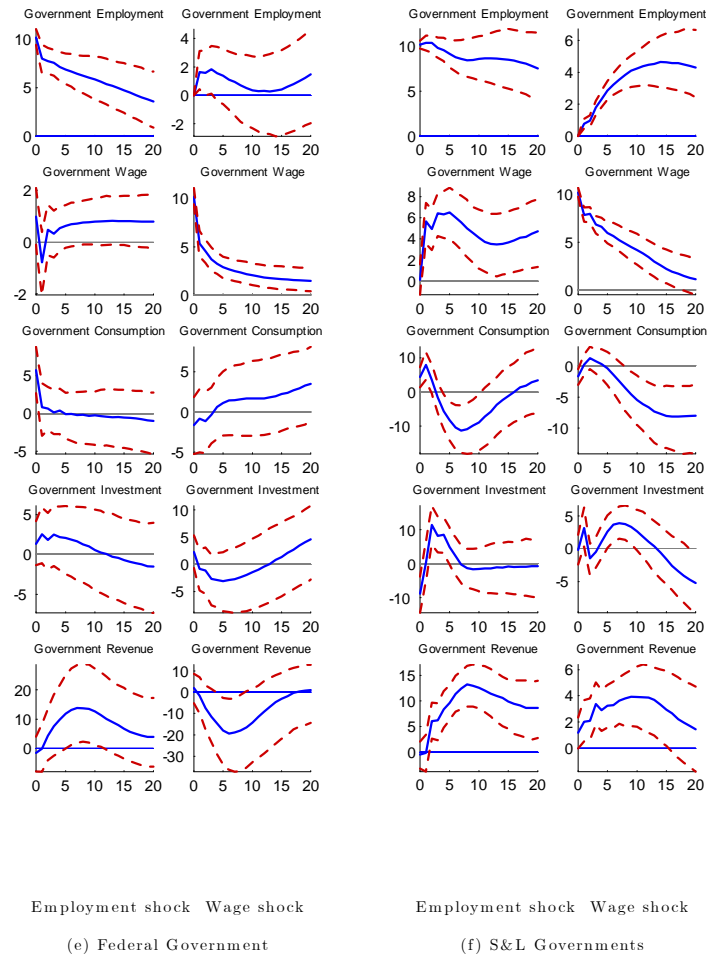 Government Employment Government Employment Government Employment Government Employment
10 5 0 0 5 10 15 20
4 2 0 -2 0 5 10 15 20
10 5 0 0 5 10 15 20
6 4 2 0 0 5 10 15 20
Government Wage Government Wage Government Wage Government Wage
2 0 -2 0 5 10 15 20
10 5 0 0 5 10 15 20
8 6 4 2 0 0 5 10 15 20
10 5 0 0 5 10 15 20
Government Consumption Government Consumption Government Consumption Government Consumption
5 0 -5 0 5 10 15 20
5 0 -5 0 5 10 15 20
10 0 -10 0 5 10 15 20
0 -5 -10 0 5 10 15 20
Government Investment Government Investment Government Investment Government Investment
5 0 -5 0 5 10 15 20
10 5 0 -5 0 5 10 15 20
10 0 -10 0 5 10 15 20
5 0 -5 0 5 10 15 20
Government Revenue Government Revenue Government Revenue Government Revenue
20 10 0 0 5 10 15 20
10 0 -10 -20 -30 0 5 10 15 20
15 10 5 0 0 5 10 15 20
6 4 2 0 0 5 10 15 20
Employment shock Wage shock Employment shock Wage shock
(e) Federal Government (f) S&L Governments